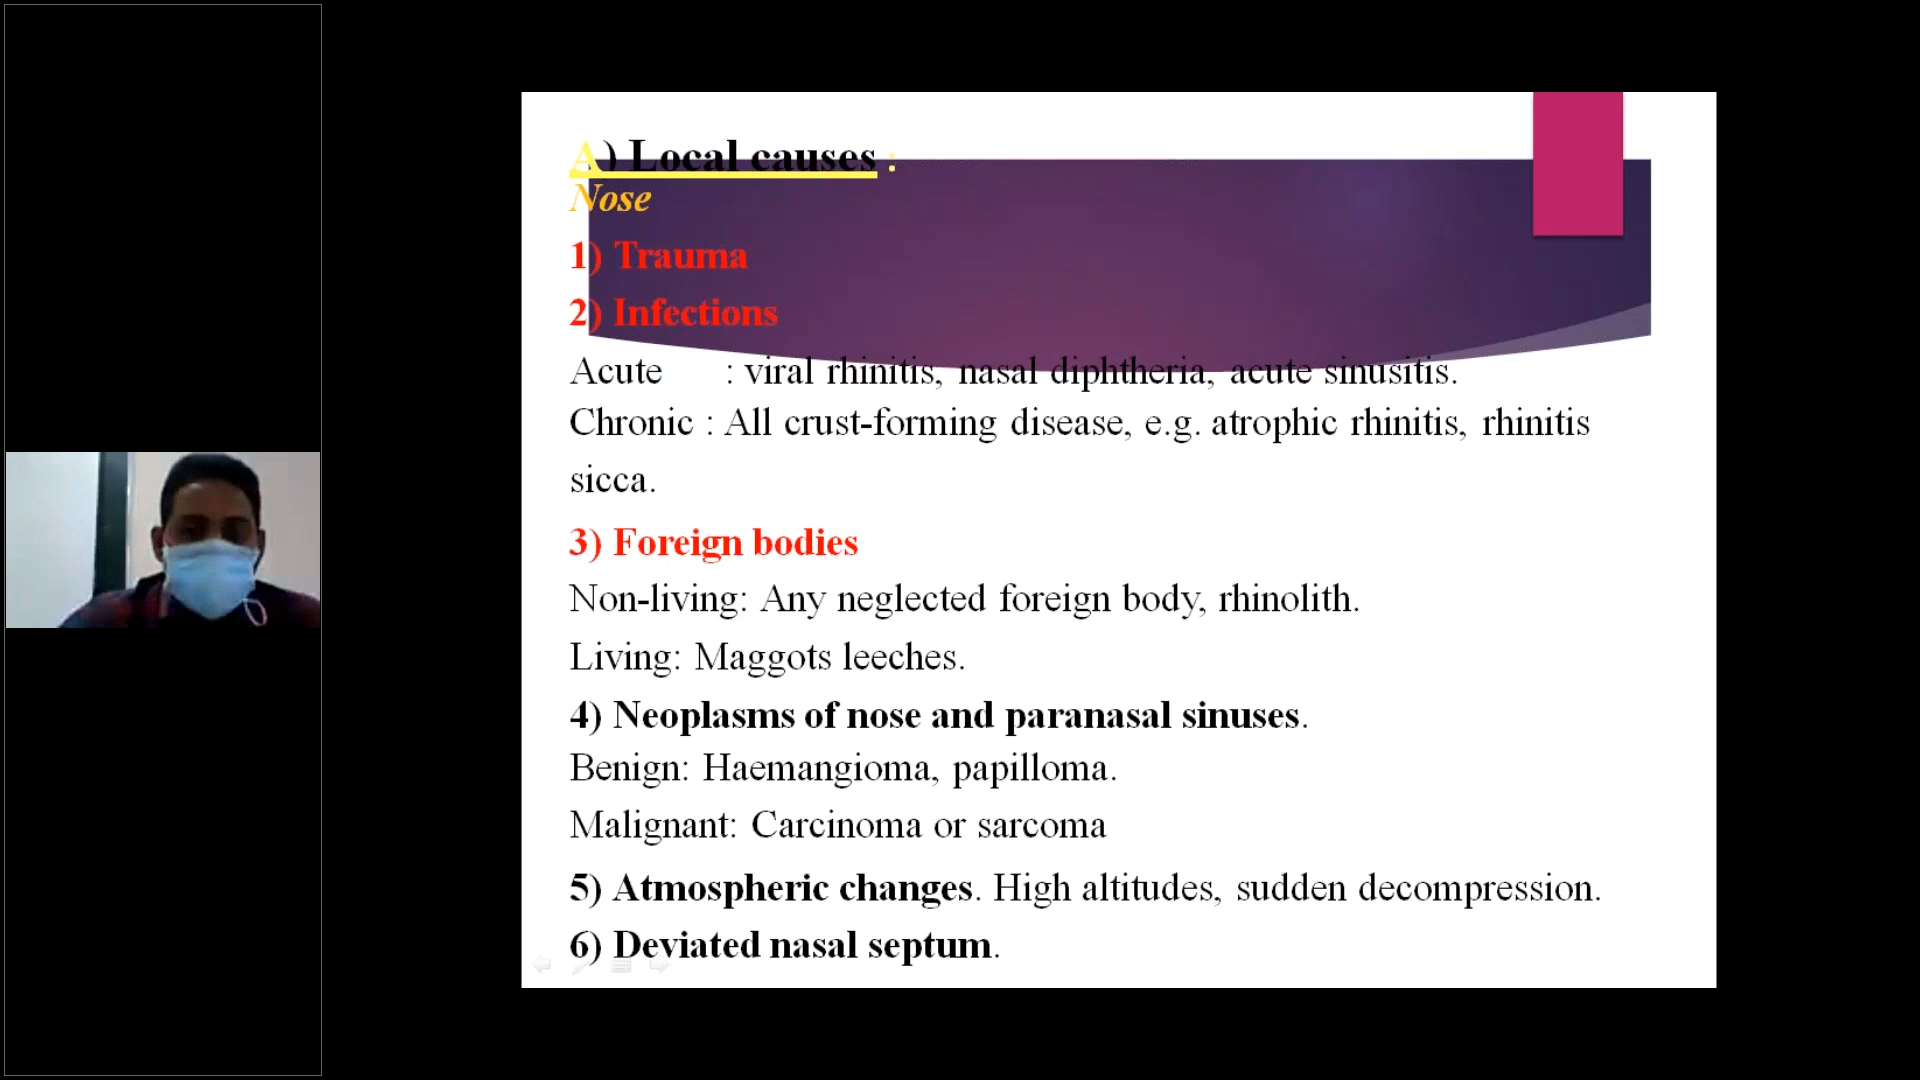 A) Local causes :
Nose
1) Trauma
2) Infections
Acute : viral rhinitis, nasal diphtheria, acute sinusitis.
Chronic : All crust-forming disease, e.g. atrophic rhinitis, rhinitis
sicca.
3) Foreign bodies
Non-living: Any neglected foreign body, rhinolith.
Living: Maggots leeches.
4) Neoplasms of nose and paranasal sinuses.
Benign: Haemangioma, papilloma.
Malignant: Carcinoma or sarcoma
5) Atmospheric changes. High altitudes, sudden decompression.
6) Deviated nasal septum.